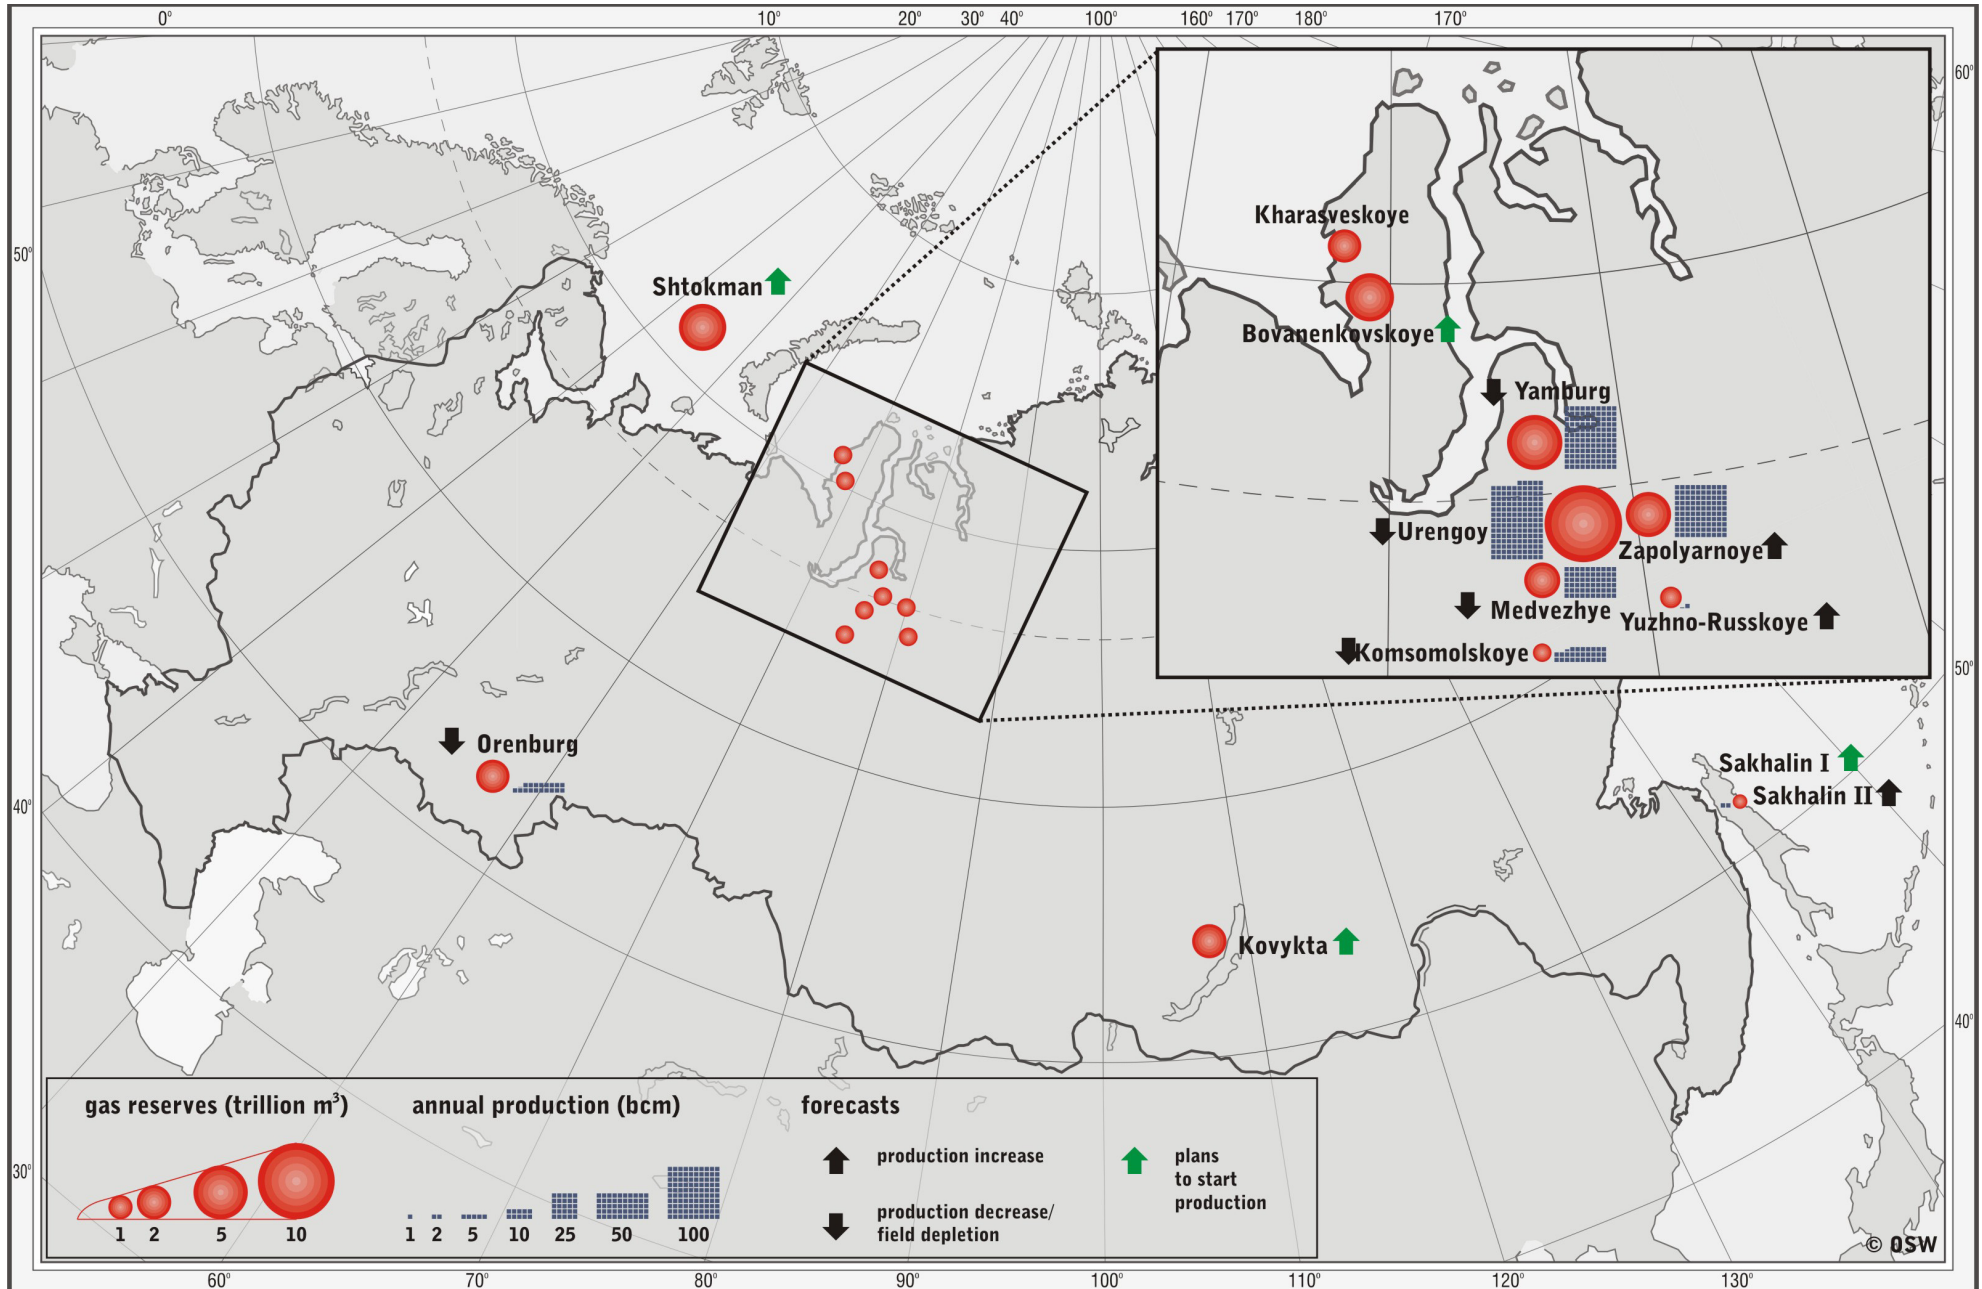 0° 10° 20° 30° 40° 100° 160° 170° 180° 170°
60°
50°
50°
40°
40°
30°
Kharasveskoye
Shtokman
Bovanenkovskoye
Yamburg
Urengoy
Zapolyarnoye
Medvezhye
Yuzhno-Russkoye
Komsomolskoye
Orenburg
Sakhalin I
Sakhalin II
Kovykta
gas reserves (trillion m³)
1 2 5 10
annual production (bcm)
1 2 5 10 25 50 100
forecasts
production increase
production decrease/
field depletion
plans
to start
production
© OSW
60° 70° 80° 90° 100° 110° 120° 130°